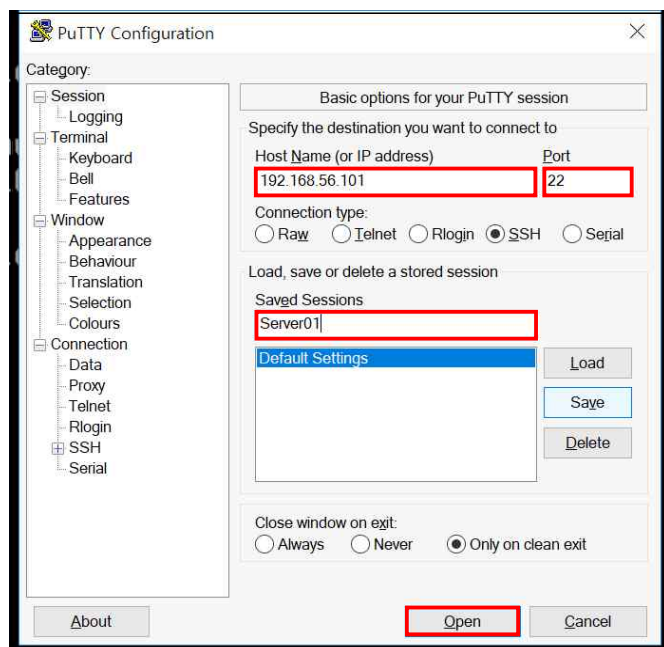 PuTTY Configuration
Category:
Session
Logging
Terminal
Keyboard
Bell
Features
Window
Appearance
Behaviour
Translation
Selection
Colours
Connection
Data
Proxy
Telnet
Rlogin
SSH
Serial
Basic options for your PuTTY session
Specify the destination you want to connect to
Host Name (or IP address) Port
192.168.56.101 22
Connection type:
Raw Telnet Rlogin SSH Serial
Load, save or delete a stored session
Saved Sessions
Server01
Default Settings
Load
Save
Delete
Close window on exit:
Always Never Only on clean exit
About Open Cancel